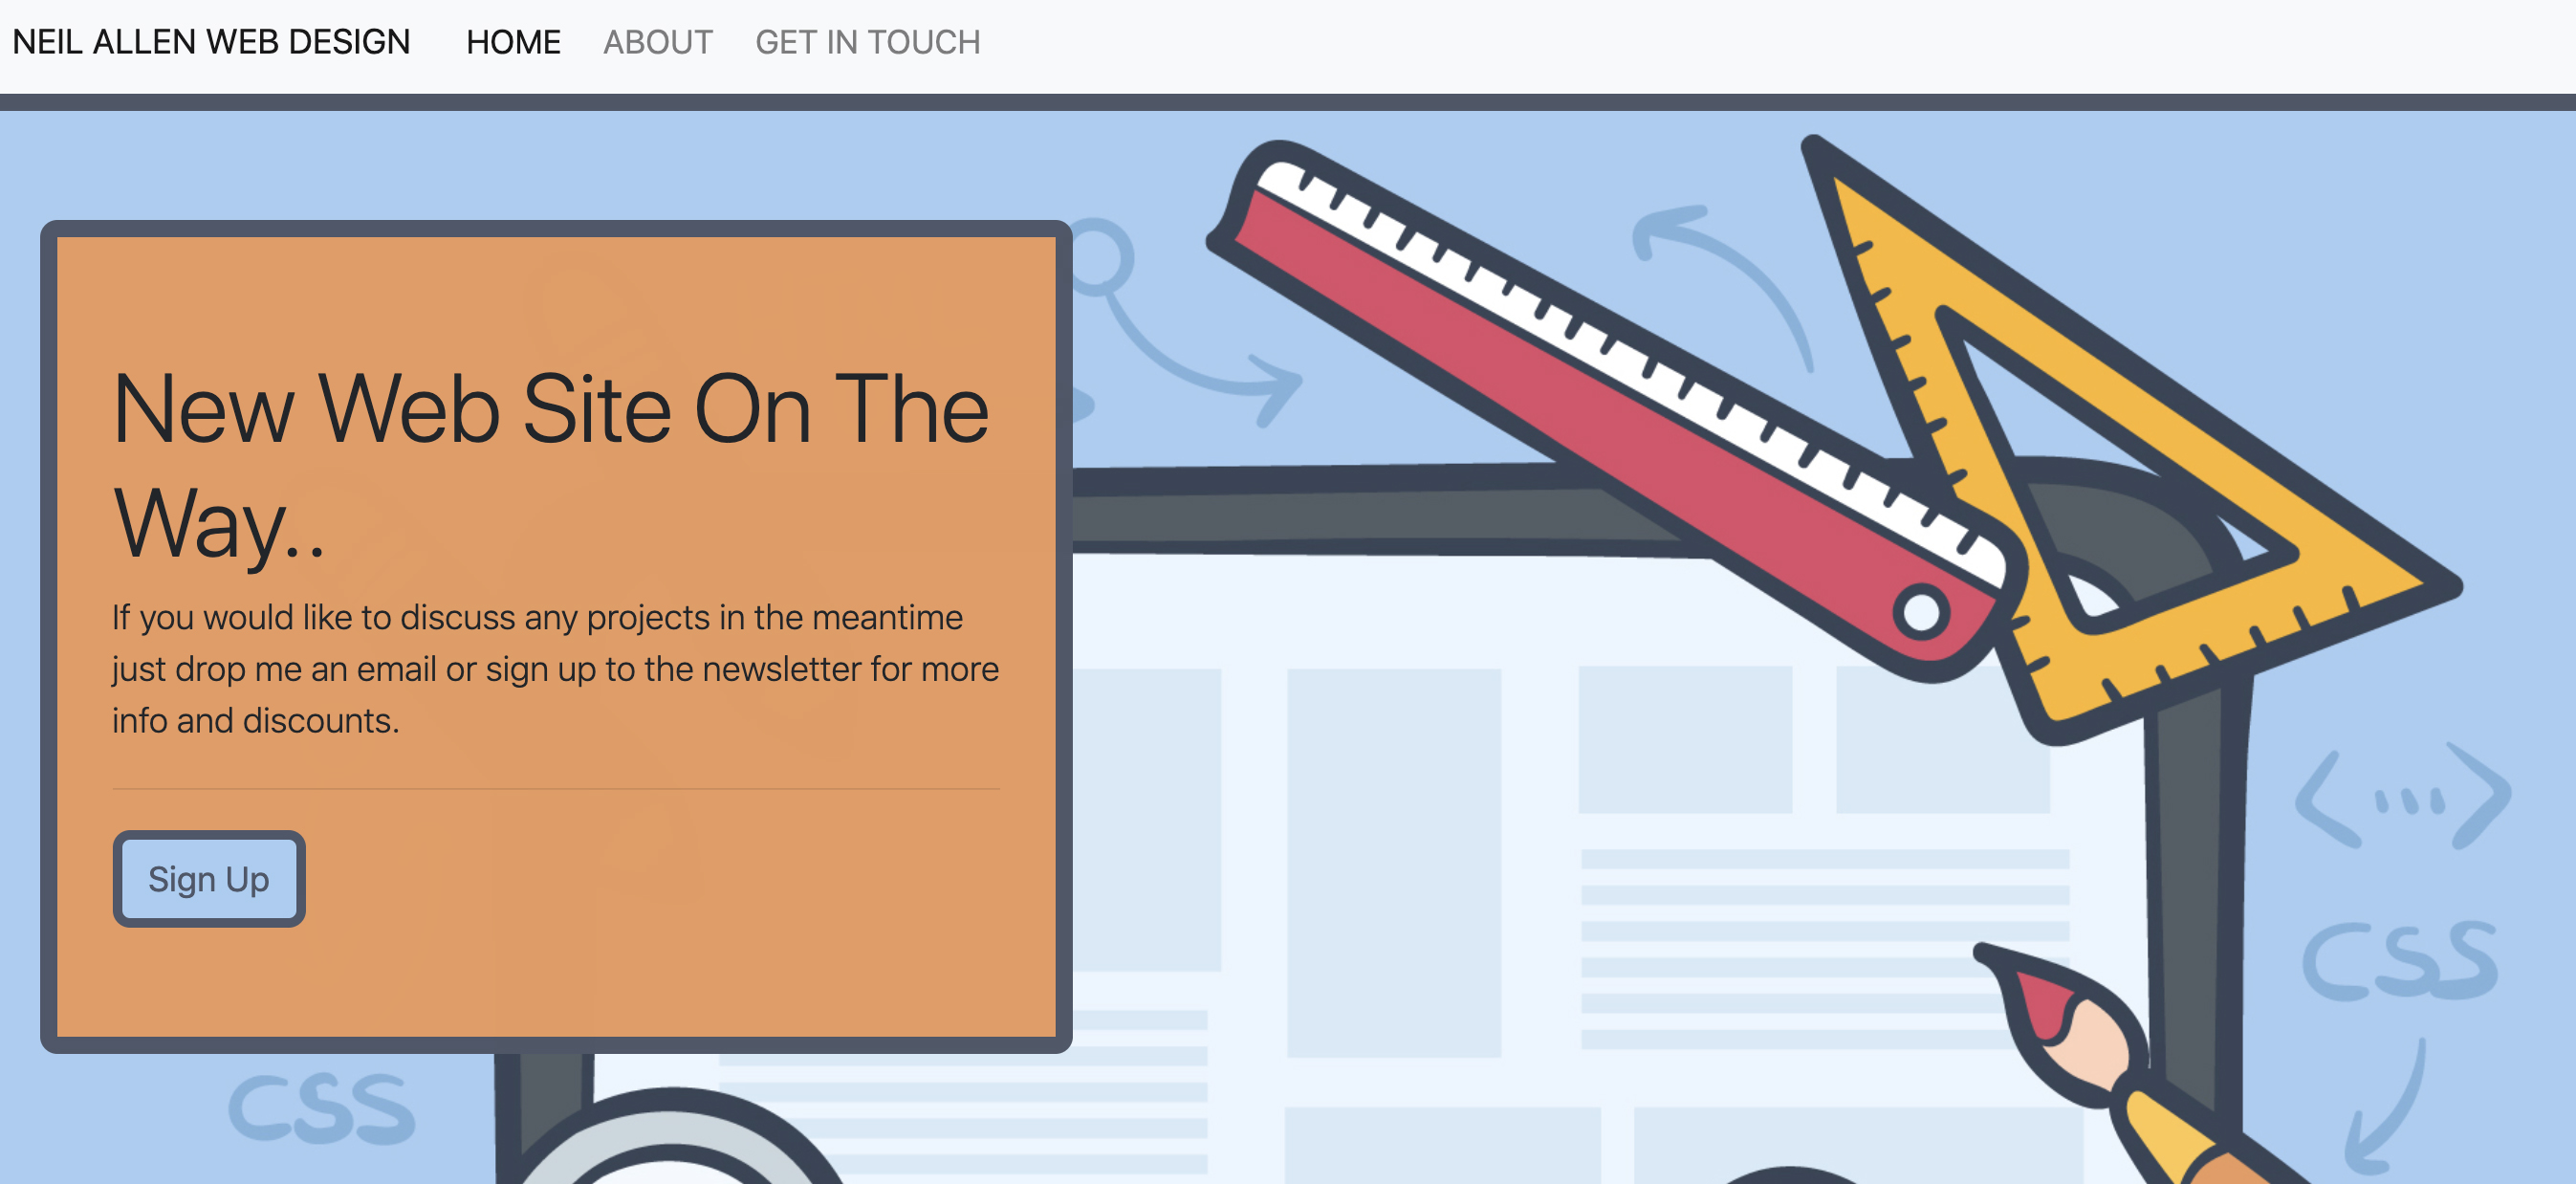 NEIL ALLEN WEB DESIGN HOME ABOUT GET IN TOUCH
New Web Site On The
Way..
If you would like to discuss any projects in the meantime
just drop me an email or sign up to the newsletter for more
info and discounts.
Sign Up
<...>
CSS
CSS